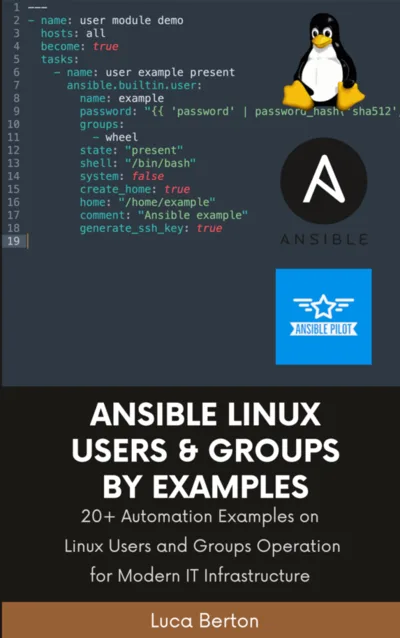 1 ---
2 - name: user module demo
3 hosts: all
4 become: true
5 tasks:
6 - name: user example present
7 ansible.builtin.user:
8 name: example
9 password: "{{ 'password' | password_hash('sha512'
10 groups:
11 - wheel
12 state: "present"
13 shell: "/bin/bash"
14 system: false
15 create_home: true
16 home: "/home/example"
17 comment: "Ansible example"
18 generate_ssh_key: true
19
A
ANSIBLE
ANSIBLE PILOT
ANSIBLE LINUX
USERS & GROUPS
BY EXAMPLES
20+ Automation Examples on
Linux Users and Groups Operation
for Modern IT Infrastructure
Luca Berton